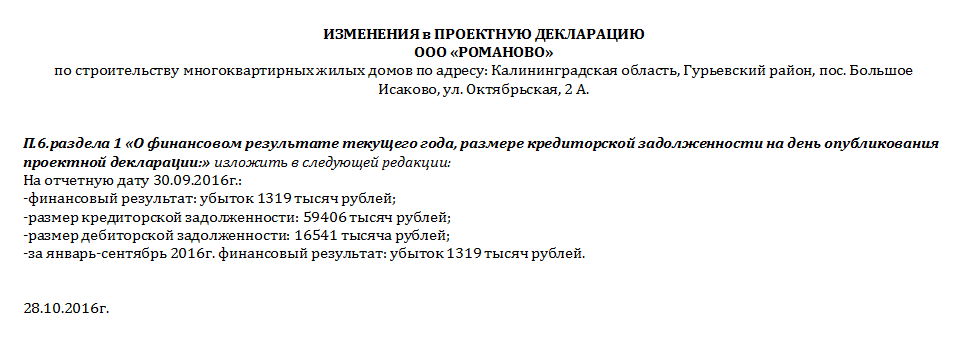 ИЗМЕНЕНИЯ в ПРОЕКТНУЮ ДЕКЛАРАЦИЮ
ООО «РОМАНОВО»
по строительству многоквартирных жилых домов по адресу: Калининградская область, Гурьевский район, пос. Большое
Исаково, ул. Октябрьская, 2 А.
П.6.раздела 1 «О финансовом результате текущего года, размере кредиторской задолженности на день опубликования
проектной декларации:» изложить в следующей редакции:
На отчетную дату 30.09.2016г.:
-финансовый результат: убыток 1319 тысяч рублей;
-размер кредиторской задолженности: 59406 тысяч рублей;
-размер дебиторской задолженности: 16541 тысяча рублей;
-за январь-сентябрь 2016г. финансовый результат: убыток 1319 тысяч рублей.
28.10.2016г.